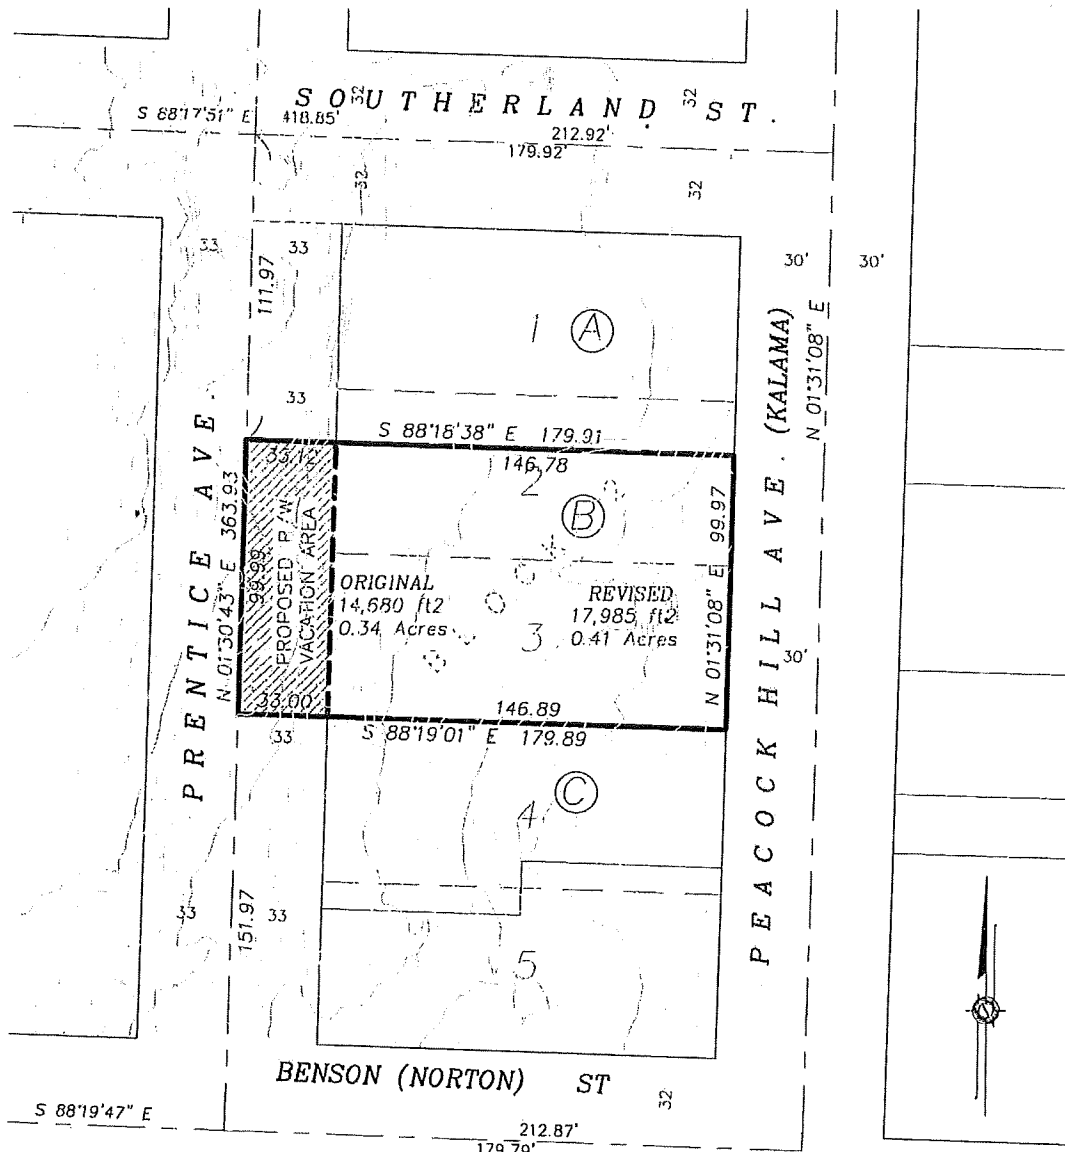 SOUTHERLAND ST.
32
32
S 88°17'51" E 418.85'
212.92'
179.92'
32
32
33
33
30'
30'
111.97
1 A
33
PEACOCK HILL AVE. (KALAMA)
N 01°31'08" E
PRENTICE AVE.
S 88°18'38" E 179.91
33.12
146.78
2
B
N 01°30'43" E 363.93
99.99
PROPOSED R/W
VACATION AREA
N 01°31'08" E 99.97
ORIGINAL
14,680 ft2
0.34 Acres
REVISED
17,985 ft2
0.41 Acres
3
30'
33.00
146.89
33
S 88°19'01" E 179.89
C
4
33
151.97
33
5
BENSON (NORTON) ST
32
S 88°19'47" E
212.87'
179.79'